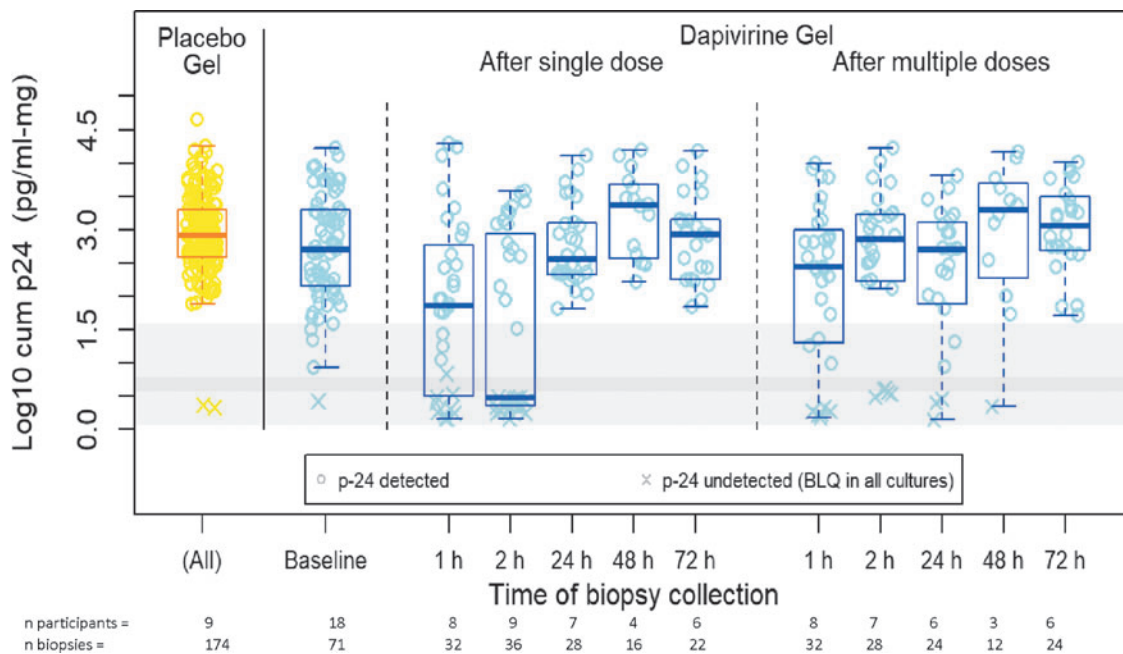 Placebo Gel
Dapivirine Gel
After single dose
After multiple doses
Log10 cum p24 (pg/ml-mg)
4.5
3.0
1.5
0.0
p-24 detected
p-24 undetected (BLQ in all cultures)
(All) Baseline 1 h 2 h 24 h 48 h 72 h 1 h 2 h 24 h 48 h 72 h
Time of biopsy collection
n participants = 9 18 8 9 7 4 6 8 7 6 3 6
n biopsies = 174 71 32 36 28 16 22 32 28 24 12 24